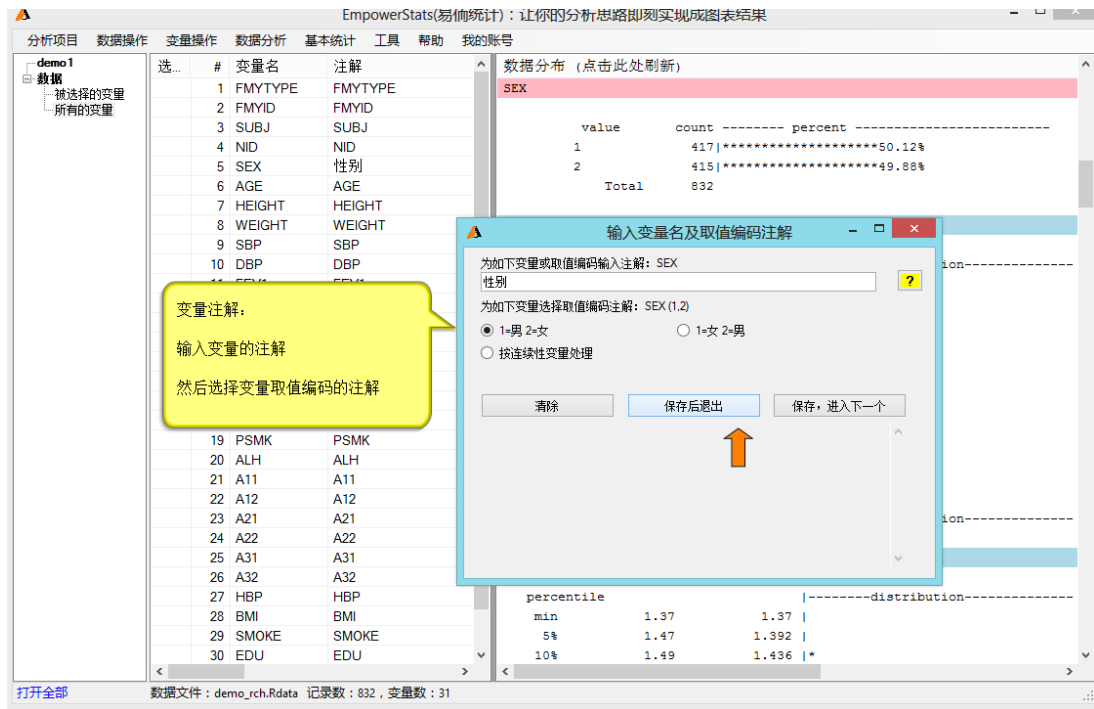 EmpowerStats(易侕统计)：让你的分析思路即刻实现成图表结果
分析项目 数据操作 变量操作 数据分析 基本统计 工具 帮助 我的账号
demo1
数据
被选择的变量
所有的变量
选... # 变量名 注解
1 FMYTYPE FMYTYPE
2 FMYID FMYID
3 SUBJ SUBJ
4 NID NID
5 SEX 性别
6 AGE AGE
7 HEIGHT HEIGHT
8 WEIGHT WEIGHT
9 SBP SBP
10 DBP DBP
19 PSMK PSMK
20 ALH ALH
21 A11 A11
22 A12 A12
23 A21 A21
24 A22 A22
25 A31 A31
26 A32 A32
27 HBP HBP
28 BMI BMI
29 SMOKE SMOKE
30 EDU EDU
变量注解：
输入变量的注解
然后选择变量取值编码的注解
数据分布 (点击此处刷新)
SEX
value count -------- percent -------------------------
1 417|********************50.12%
2 415|********************49.88%
Total 832
输入变量名及取值编码注解
为如下变量或取值编码输入注解：SEX
性别
?
为如下变量选择取值编码注解：SEX (1,2)
1=男 2=女 1=女 2=男
按连续性变量处理
清除 保存后退出 保存，进入下一个
ion--------------
ion--------------
percentile |--------distribution--------------
min 1.37 1.37 |
5% 1.47 1.392 |
10% 1.49 1.436 |*
打开全部 数据文件：demo_rch.Rdata 记录数：832，变量数：31